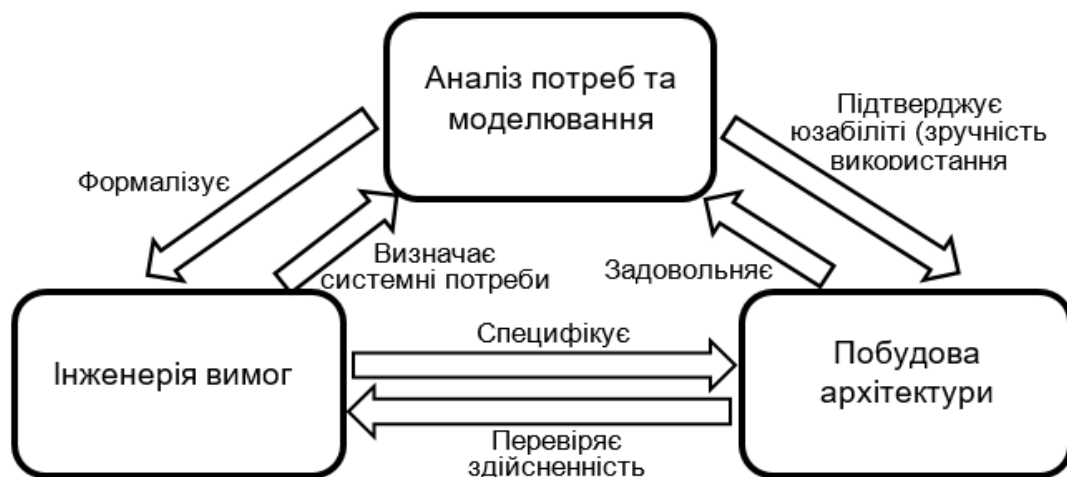 Аналіз потреб та
моделювання
Підтверджує
юзабіліті (зручність
використання
Формалізує
Визначає
системні потреби
Задовольняє
Інженерія вимог
Специфікує
Побудова
архітектури
Перевіряє
здійсненність